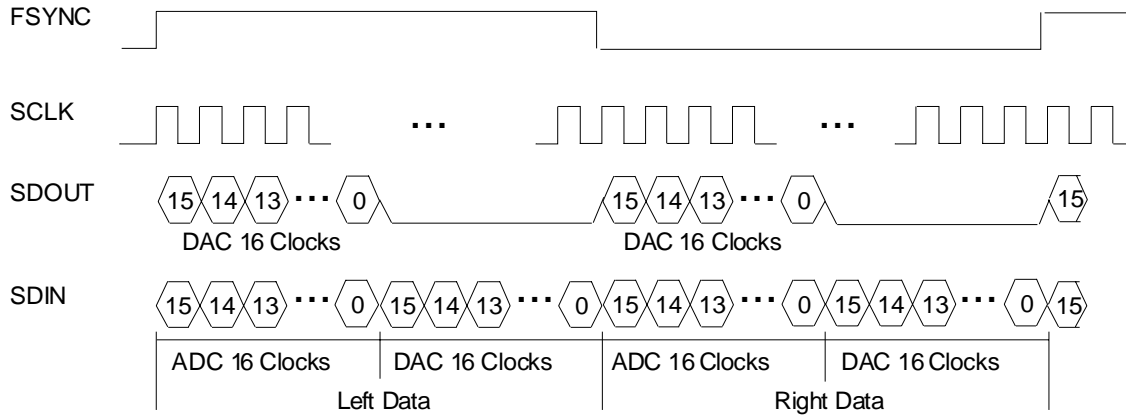 FSYNC
SCLK
... ...
SDOUT
15 14 13 ... 0 15 14 13 ... 0 15
DAC 16 Clocks DAC 16 Clocks
SDIN
15 14 13 ... 0 15 14 13 ... 0 15 14 13 ... 0 15 14 13 ... 0 15
ADC 16 Clocks DAC 16 Clocks ADC 16 Clocks DAC 16 Clocks
Left Data Right Data